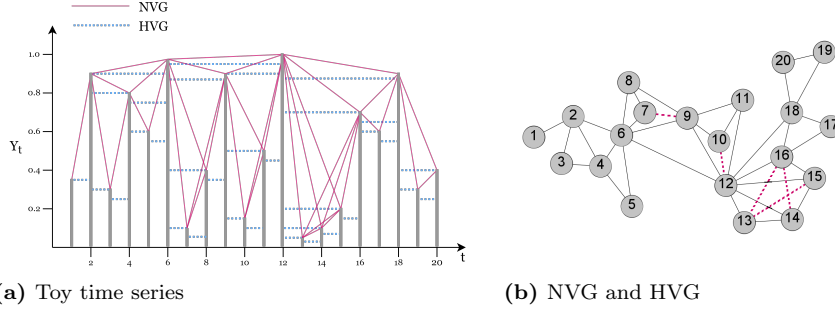 NVG
HVG
1.0
0.8
0.6
0.4
0.2
Yt
2 4 6 8 10 12 14 16 18 20
t
1 2 3 4 5 6 7 8 9 10 11 12 13 14 15 16 17 18 19 20
(a) Toy time series
(b) NVG and HVG